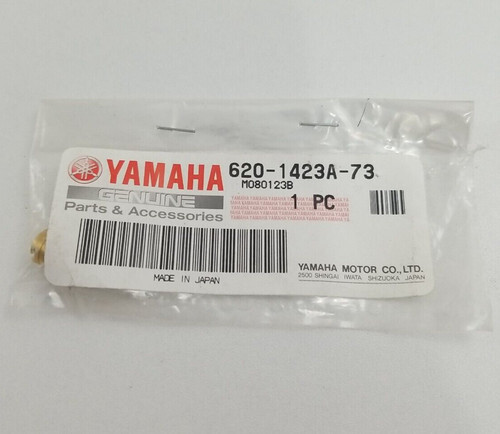 YAMAHA 620-1423A-73
M080123B
GENUINE
Parts & Accessories
1 PC
MADE IN JAPAN
YAMAHA MOTOR CO., LTD.
2500 SHINGAI IWATA SHIZUOKA JAPAN